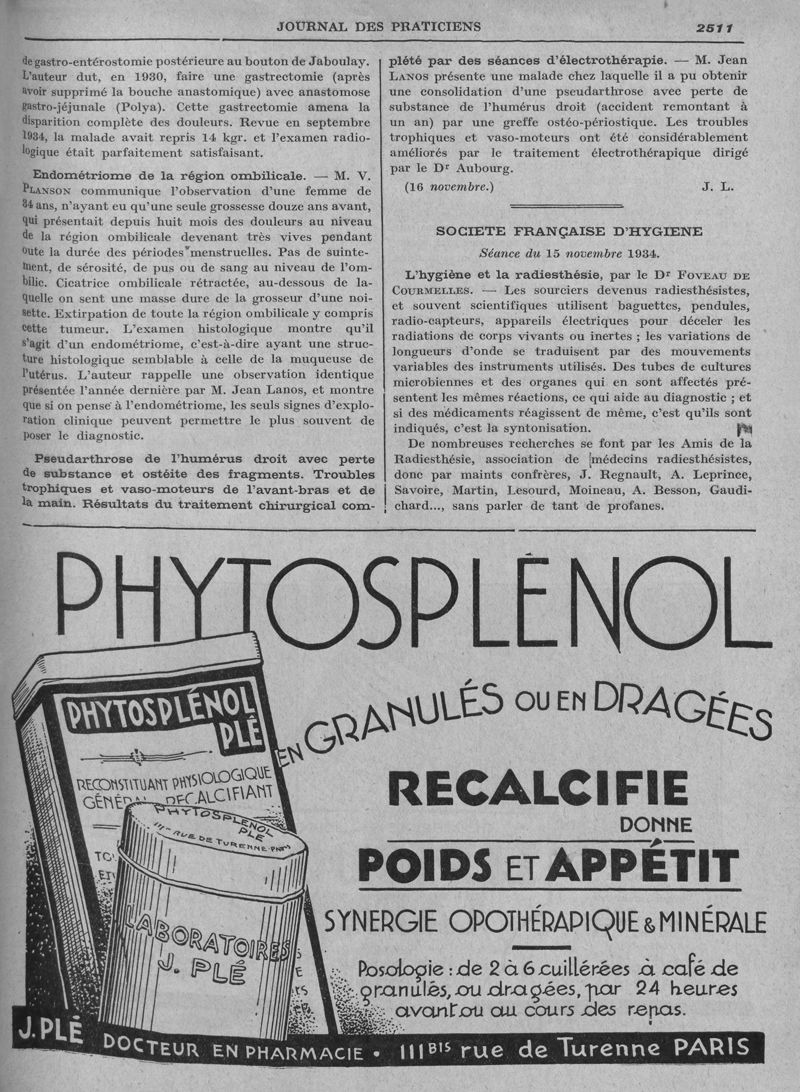 JOURNAL DES PRATICIENS 2511
de gastro-entérostomie postérieure au bouton de Jaboulay.
L'auteur dut, en 1930, faire une gastrectomie (après
avoir supprimé la bouche anastomique) avec anastomose
gastro-jéjunale (Polya). Cette gastrectomie amena la
disparition complète des douleurs. Revue en septembre
1934, la malade avait repris 14 kgr. et l'examen radio-
logique était parfaitement satisfaisant.
Endométriome de la région ombilicale. — M. V.
PLANSON communique l'observation d'une femme de
34 ans, n'ayant eu qu'une seule grossesse douze ans avant,
qui présentait depuis huit mois des douleurs au niveau
de la région ombilicale devenant très vives pendant
toute la durée des périodes menstruelles. Pas de suinte-
ment, de sérosité, de pus ou de sang au niveau de l'om-
bilic. Cicatrice ombilicale rétractée, au-dessous de la-
quelle on sent une masse dure de la grosseur d'une noi-
sette. Extirpation de toute la région ombilicale y compris
cette tumeur. L'examen histologique montre qu'il
s'agit d'un endométriome, c'est-à-dire ayant une struc-
ture histologique semblable à celle de la muqueuse de
l'utérus. L'auteur rappelle une observation identique
présentée l'année dernière par M. Jean Lanos, et montre
que si on pense à l'endométriome, les seuls signes d'explo-
ration clinique peuvent permettre le plus souvent de
poser le diagnostic.
Pseudarthrose de l'humérus droit avec perte
de substance et ostéite des fragments. Troubles
trophiques et vaso-moteurs de l'avant-bras et de
la main. Résultats du traitement chirurgical com-
plété par des séances d'électrothérapie. — M. Jean
LANOS présente une malade chez laquelle il a pu obtenir
une consolidation d'une pseudarthrose avec perte de
substance de l'humérus droit (accident remontant à
un an) par une greffe ostéo-périostique. Les troubles
trophiques et vaso-moteurs ont été considérablement
améliorés par le traitement électrothérapique dirigé
par le Dr Aubourg.
(16 novembre.) J. L.
SOCIETE FRANÇAISE D'HYGIENE
Séance du 15 novembre 1934.
L'hygiène et la radiesthésie, par le Dr FOVEAU DE
COURMELLES. — Les sourciers devenus radiesthésistes,
et souvent scientifiques utilisent baguettes, pendules,
radio-capteurs, appareils électriques pour déceler les
radiations de corps vivants ou inertes ; les variations de
longueurs d'onde se traduisent par des mouvements
variables des instruments utilisés. Des tubes de cultures
microbiennes et des organes qui en sont affectés pré-
sentent les mêmes réactions, ce qui aide au diagnostic ; et
si des médicaments réagissent de même, c'est qu'ils sont
indiqués, c'est la syntonisation.
De nombreuses recherches se font par les Amis de la
Radiesthésie, association de médecins radiesthésistes,
donc par maints confrères, J. Regnault, A. Leprince,
Savoire, Martin, Lesourd, Moineau, A. Besson, Gaudi-
chard..., sans parler de tant de profanes.
PHYTOSPLÉNOL
EN GRANULÉS OU EN DRAGÉES
RECALCIFIE
DONNE
POIDS ET APPÉTIT
SYNERGIE OPOTHÉRAPIQUE & MINÉRALE
Posologie : de 2 à 6 cuillérées à café de
granulés, ou dragées, par 24 heures
avant ou au cours des repas.
PHYTOSPLÉNOL
PLÉ
RECONSTITUANT PHYSIOLOGIQUE
GÉNÉRAL DECALCIFIANT
PHYTOSPLENOL
PLÉ
111 RUE DE TURENNE
LABORATOIRES
J. PLÉ
J. PLÉ DOCTEUR EN PHARMACIE • 111BIS rue de Turenne PARIS